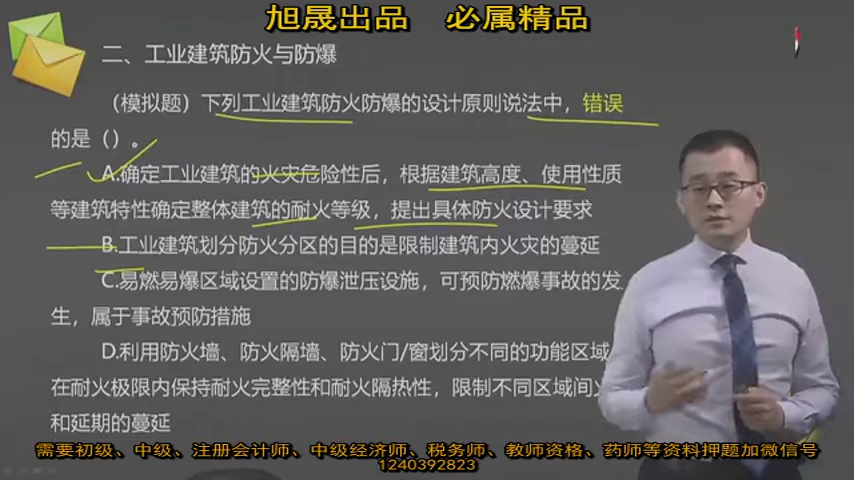 旭晟出品 必属精品
二、工业建筑防火与防爆
(模拟题）下列工业建筑防火防爆的设计原则说法中，错误
的是（）。
A.确定工业建筑的火灾危险性后，根据建筑高度、使用性质
等建筑特性确定整体建筑的耐火等级，提出具体防火设计要求
B.工业建筑划分防火分区的目的是限制建筑内火灾的蔓延
C.易燃易爆区域设置的防爆泄压设施，可预防燃爆事故的发
生，属于事故预防措施
D.利用防火墙、防火隔墙、防火门/窗划分不同的功能区域
在耐火极限内保持耐火完整性和耐火隔热性，限制不同区域间
和延期的蔓延
需要初级、中级、注册会计师、中级经济师、税务师、教师资格、药师等资料押题加微信号
1240392823